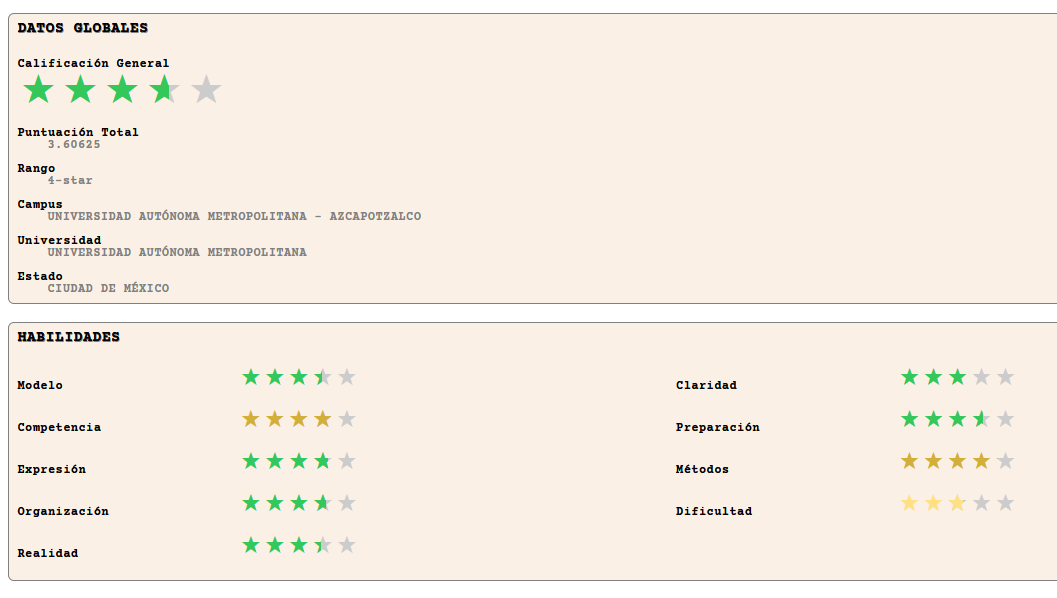 DATOS GLOBALES
Calificación General
Puntuación Total
3.60625
Rango
4-star
Campus
UNIVERSIDAD AUTÓNOMA METROPOLITANA - AZCAPOTZALCO
Universidad
UNIVERSIDAD AUTÓNOMA METROPOLITANA
Estado
CIUDAD DE MÉXICO
HABILIDADES
Modelo
Claridad
Competencia
Preparación
Expresión
Métodos
Organización
Dificultad
Realidad